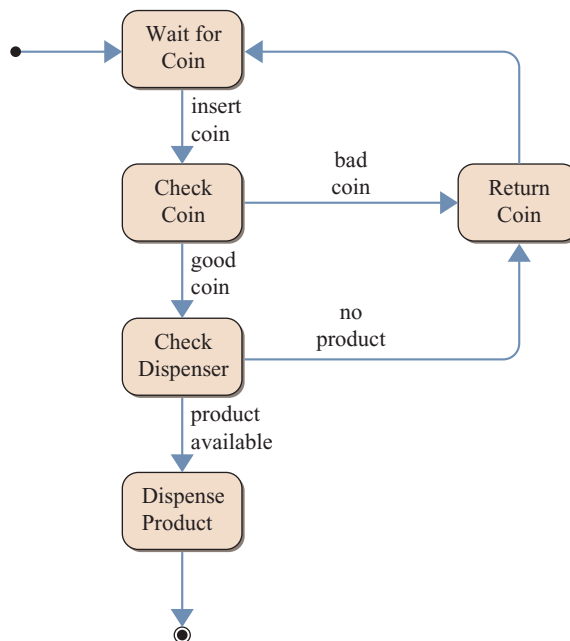 Wait for
Coin
insert
coin
Check
Coin
bad
coin
Return
Coin
good
coin
Check
Dispenser
no
product
product
available
Dispense
Product